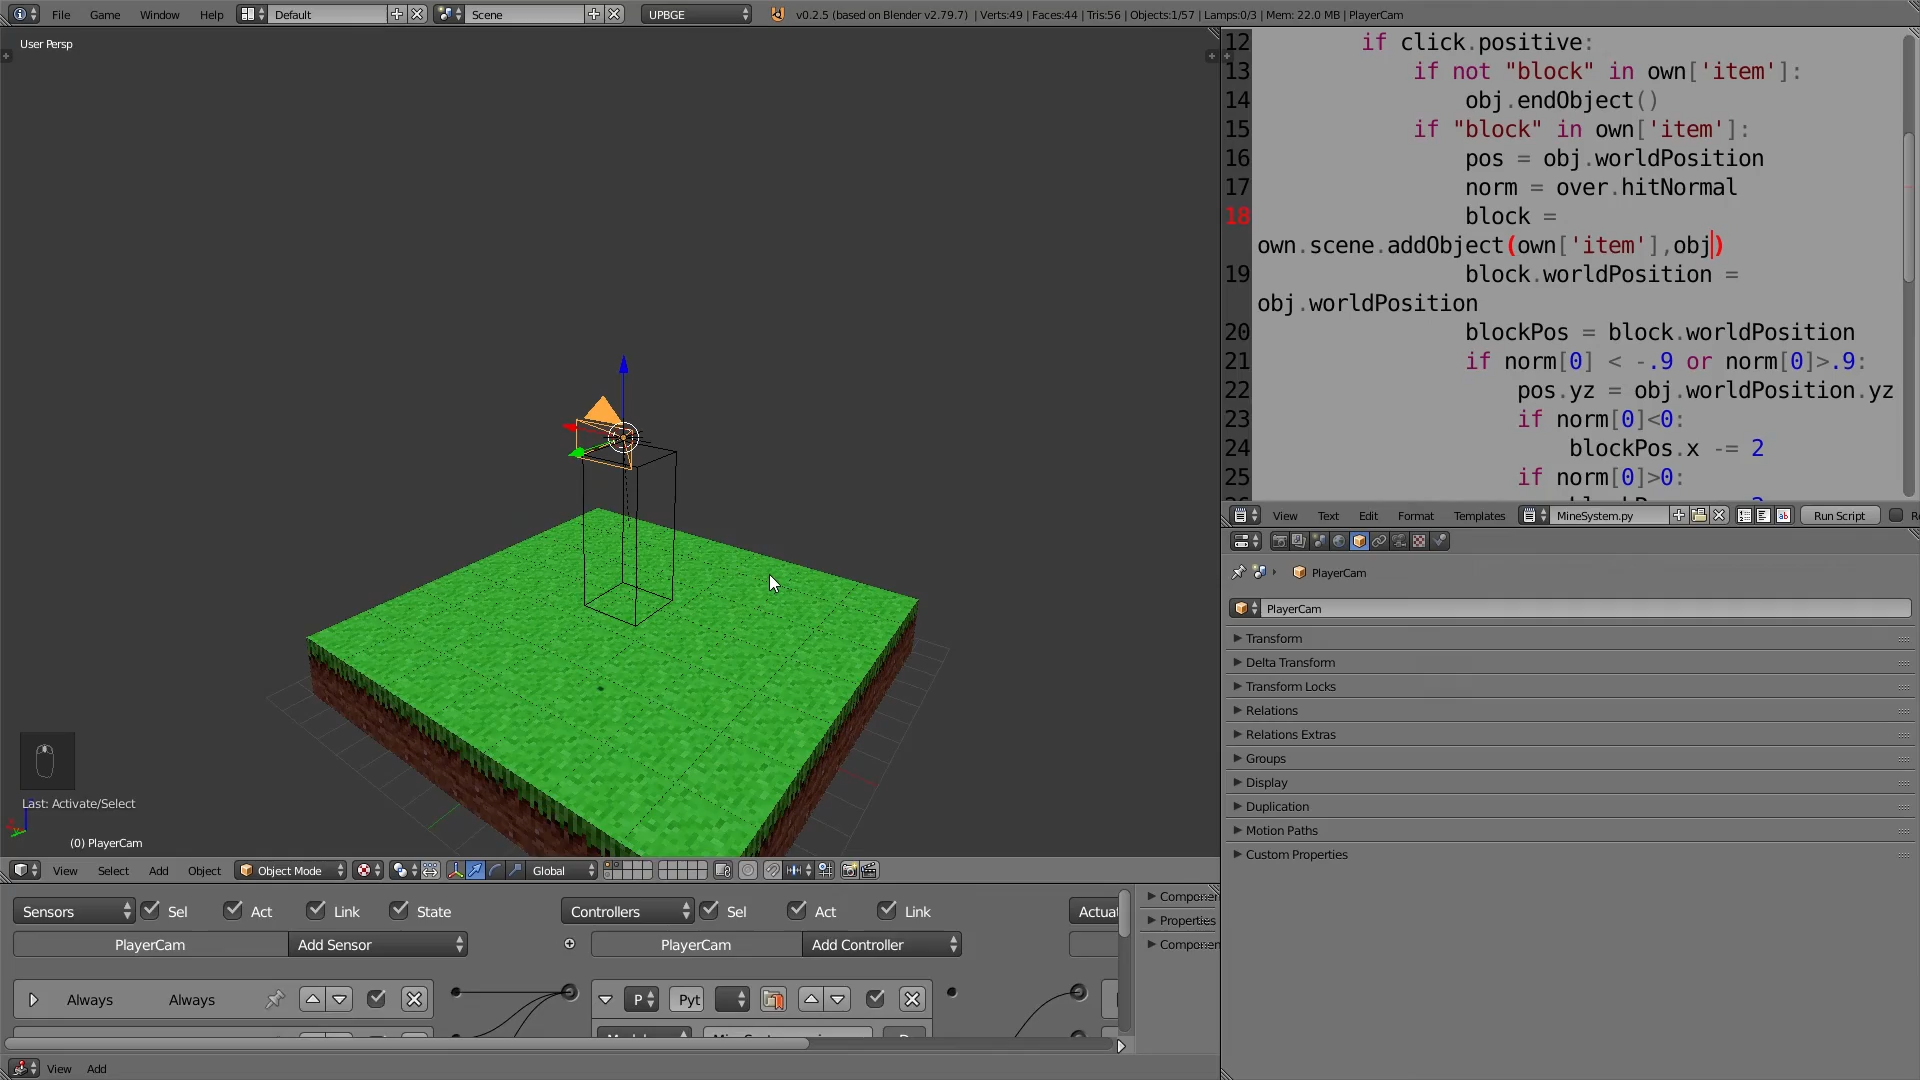 File Game Window Help Default Scene UPBGE v0.2.5 (based on Blender v2.79.7) | Verts:49 | Faces:44 | Tris:56 | Objects:1/57 | Lamps:0/3 | Mem: 22.0 MB | PlayerCam
User Persp
12 if click.positive:
13 if not "block" in own['item']:
14 obj.endObject()
15 if "block" in own['item']:
16 pos = obj.worldPosition
17 norm = over.hitNormal
18 block =
own.scene.addObject(own['item'],obj)
19 block.worldPosition =
obj.worldPosition
20 blockPos = block.worldPosition
21 if norm[0] < -.9 or norm[0]>.9:
22 pos.yz = obj.worldPosition.yz
23 if norm[0]<0:
24 blockPos.x -= 2
25 if norm[0]>0:
View Text Edit Format Templates MineSystem.py Run Script
PlayerCam
PlayerCam
Transform
Delta Transform
Transform Locks
Relations
Relations Extras
Groups
Display
Duplication
Motion Paths
Custom Properties
Last: Activate/Select
(0) PlayerCam
View Select Add Object Object Mode Global
Sensors Sel Act Link State Controllers Sel Act Link
PlayerCam Add Sensor PlayerCam Add Controller
Always Always P Pyt
Properties
View Add